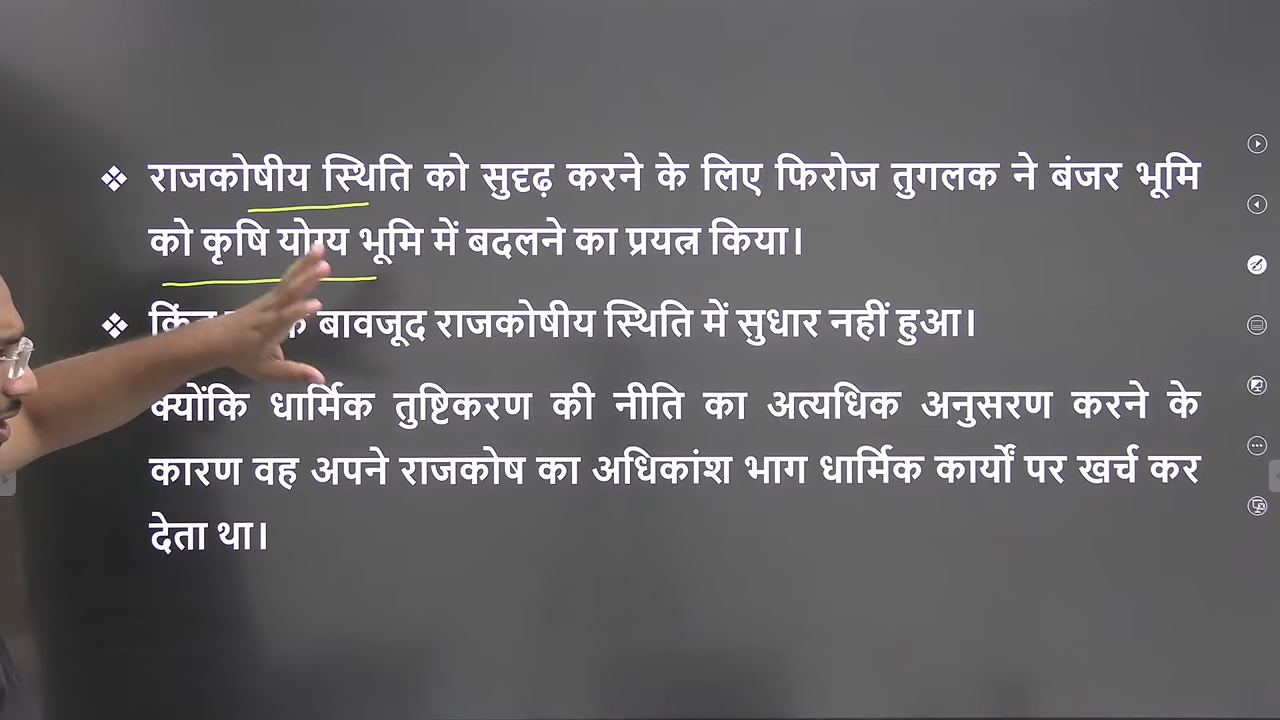 ❖ राजकोषीय स्थिति को सुदृढ़ करने के लिए फिरोज तुगलक ने बंजर भूमि
को कृषि योग्य भूमि में बदलने का प्रयत्न किया।
❖ बावजूद राजकोषीय स्थिति में सुधार नहीं हुआ।
क्योंकि धार्मिक तुष्टिकरण की नीति का अत्यधिक अनुसरण करने के
कारण वह अपने राजकोष का अधिकांश भाग धार्मिक कार्यों पर खर्च कर
देता था।